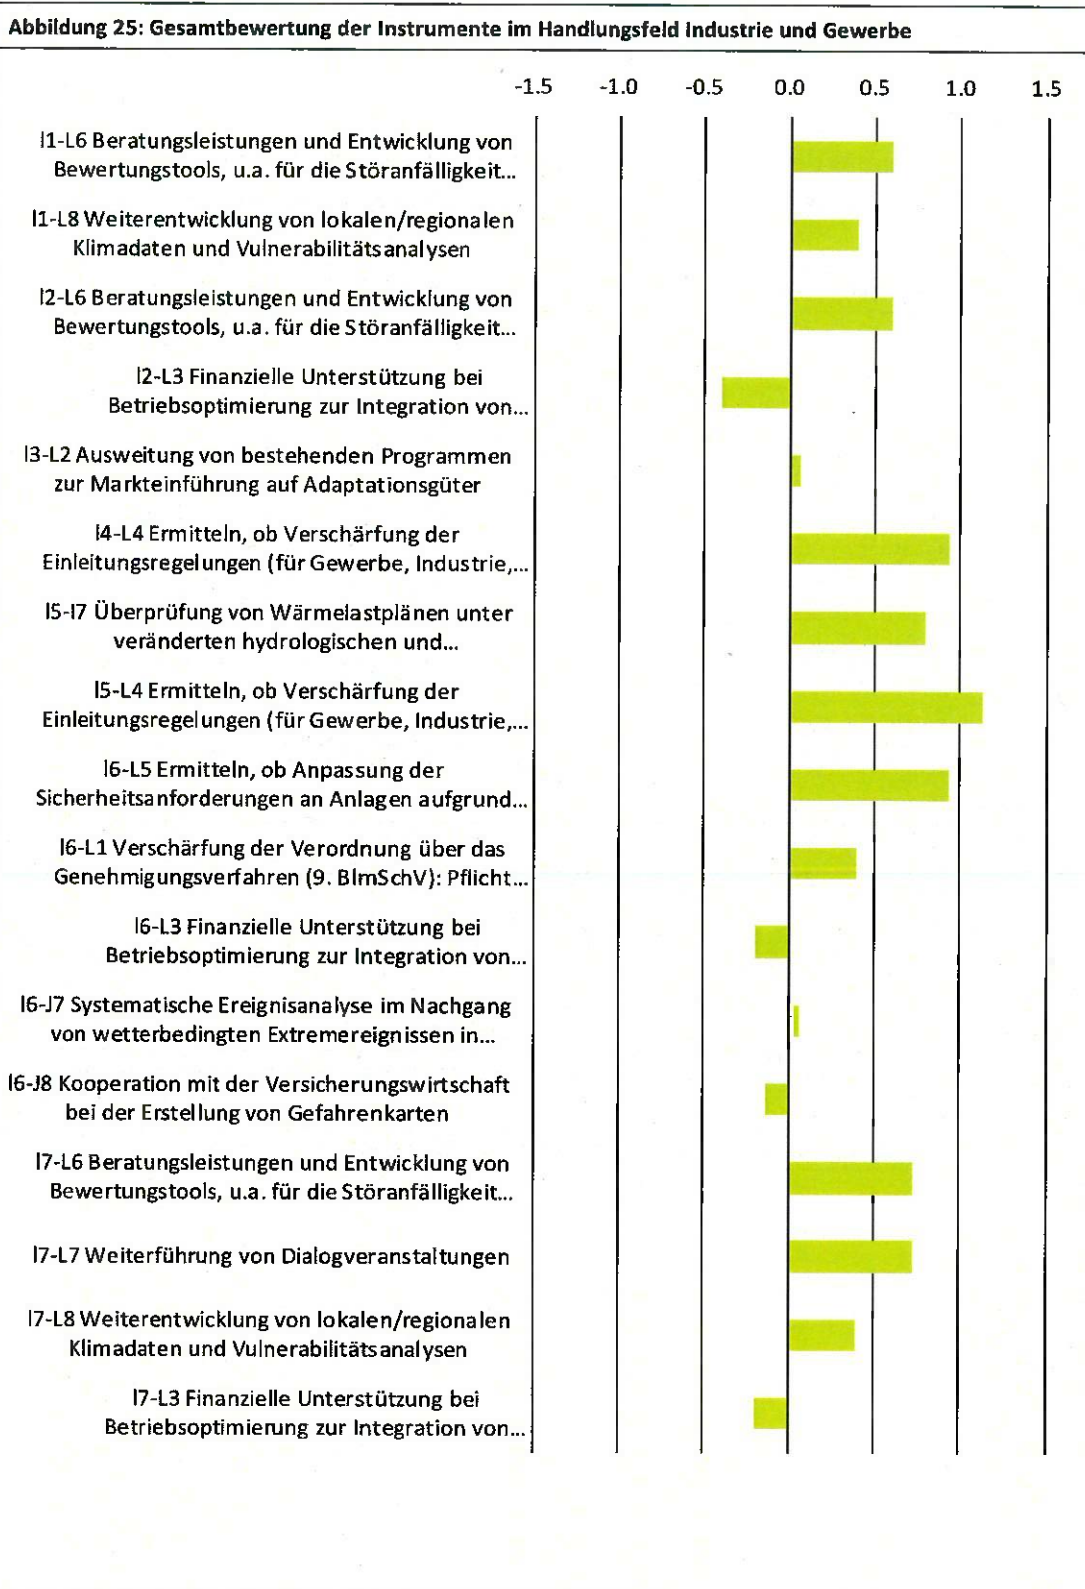 Abbildung 25: Gesamtbewertung der Instrumente im Handlungsfeld Industrie und Gewerbe
-1.5 -1.0 -0.5 0.0 0.5 1.0 1.5
I1-L6 Beratungsleistungen und Entwicklung von
Bewertungstools, u.a. für die Störanfälligkeit...
I1-L8 Weiterentwicklung von lokalen/regionalen
Klimadaten und Vulnerabilitätsanalysen
I2-L6 Beratungsleistungen und Entwicklung von
Bewertungstools, u.a. für die Störanfälligkeit...
I2-L3 Finanzielle Unterstützung bei
Betriebsoptimierung zur Integration von...
I3-L2 Ausweitung von bestehenden Programmen
zur Markteinführung auf Adaptationsgüter
I4-L4 Ermitteln, ob Verschärfung der
Einleitungsregelungen (für Gewerbe, Industrie,...
I5-I7 Überprüfung von Wärmelastplänen unter
veränderten hydrologischen und...
I5-L4 Ermitteln, ob Verschärfung der
Einleitungsregelungen (für Gewerbe, Industrie,...
I6-L5 Ermitteln, ob Anpassung der
Sicherheitsanforderungen an Anlagen aufgrund...
I6-L1 Verschärfung der Verordnung über das
Genehmigungsverfahren (9. BImSchV): Pflicht...
I6-L3 Finanzielle Unterstützung bei
Betriebsoptimierung zur Integration von...
I6-J7 Systematische Ereignisanalyse im Nachgang
von wetterbedingten Extremereignissen in...
I6-J8 Kooperation mit der Versicherungswirtschaft
bei der Erstellung von Gefahrenkarten
I7-L6 Beratungsleistungen und Entwicklung von
Bewertungstools, u.a. für die Störanfälligkeit...
I7-L7 Weiterführung von Dialogveranstaltungen
I7-L8 Weiterentwicklung von lokalen/regionalen
Klimadaten und Vulnerabilitätsanalysen
I7-L3 Finanzielle Unterstützung bei
Betriebsoptimierung zur Integration von...